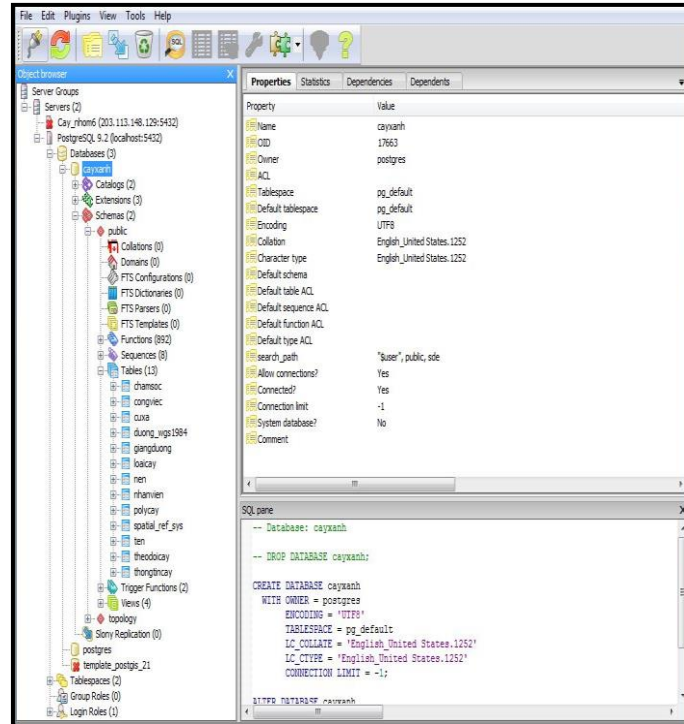 File Edit Plugins View Tools Help
SQL
Object browser X
Server Groups
Servers (2)
Cay_nhom6 (203.113.148.129:5432)
PostgreSQL 9.2 (localhost:5432)
Databases (3)
cayxanh
Catalogs (2)
Extensions (3)
Schemas (2)
public
Collations (0)
Domains (0)
FTS Configurations (0)
FTS Dictionaries (0)
FTS Parsers (0)
FTS Templates (0)
Functions (892)
Sequences (8)
Tables (13)
chamsoc
congviec
cuxa
duong_wgs1984
giangduong
loaicay
nen
nhanvien
polycay
spatial_ref_sys
ten
theodoicay
thongtincay
Trigger Functions (2)
Views (4)
topology
Slony Replication (0)
postgres
template_postgis_21
Tablespaces (2)
Group Roles (0)
Login Roles (1)
Properties Statistics Dependencies Dependents
Property Value
Name cayxanh
OID 17663
Owner postgres
ACL
Tablespace pg_default
Default tablespace pg_default
Encoding UTF8
Collation English_United States.1252
Character type English_United States.1252
Default schema
Default table ACL
Default sequence ACL
Default function ACL
Default type ACL
search_path "$user", public, sde
Allow connections? Yes
Connected? Yes
Connection limit -1
System database? No
Comment
SQL pane X
-- Database: cayxanh
-- DROP DATABASE cayxanh;
CREATE DATABASE cayxanh
WITH OWNER = postgres
ENCODING = 'UTF8'
TABLESPACE = pg_default
LC_COLLATE = 'English_United States.1252'
LC_CTYPE = 'English_United States.1252'
CONNECTION LIMIT = -1;
ALTER DATABASE cayxanh